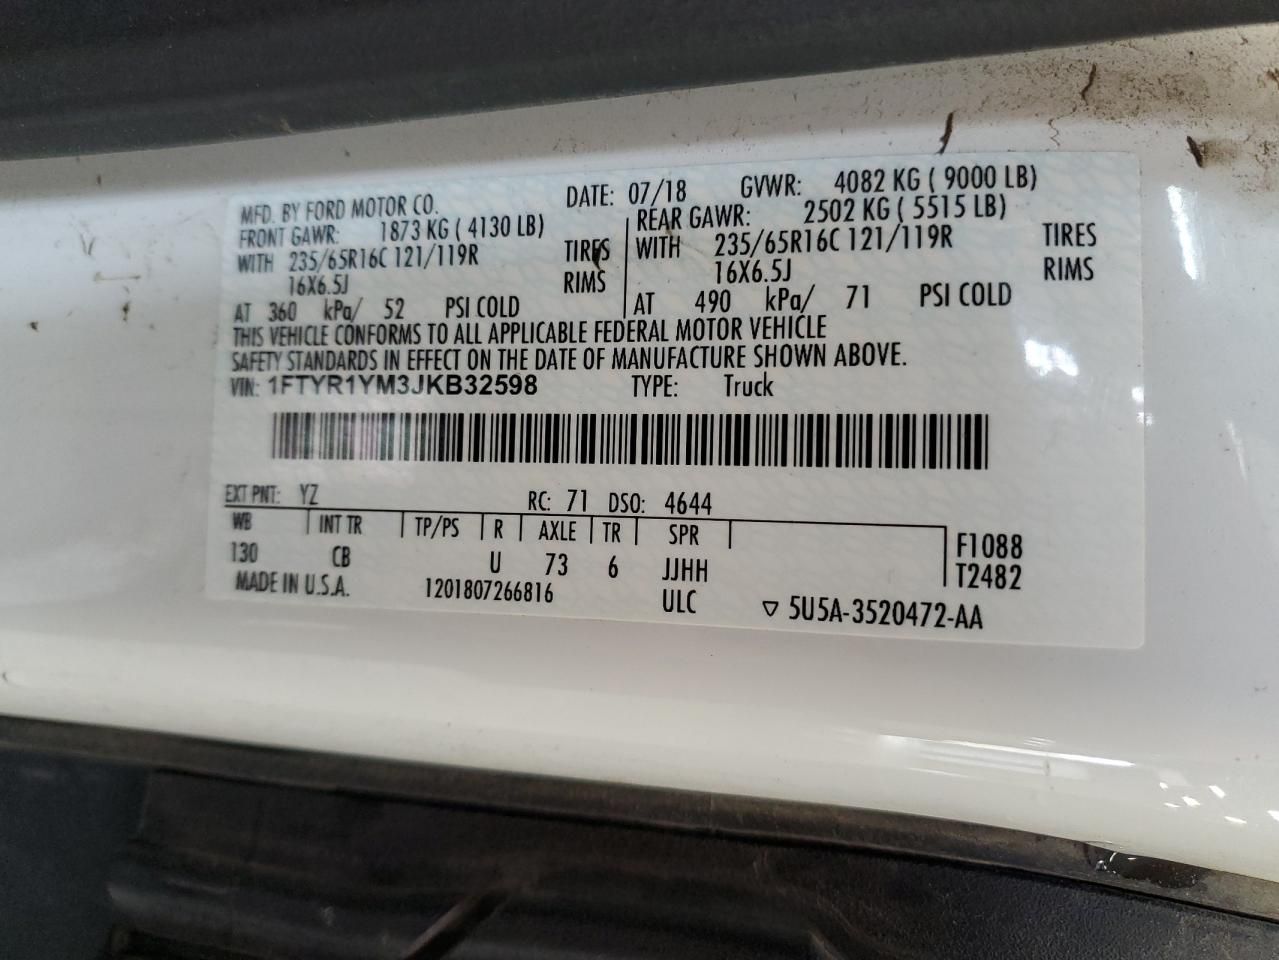 MFD. BY FORD MOTOR CO. DATE: 07/18 GVWR: 4082 KG ( 9000 LB)
FRONT GAWR: 1873 KG ( 4130 LB) REAR GAWR: 2502 KG ( 5515 LB)
WITH 235/65R16C 121/119R TIRES WITH 235/65R16C 121/119R TIRES
16X6.5J RIMS 16X6.5J RIMS
AT 360 kPa/ 52 PSI COLD AT 490 kPa/ 71 PSI COLD
THIS VEHICLE CONFORMS TO ALL APPLICABLE FEDERAL MOTOR VEHICLE
SAFETY STANDARDS IN EFFECT ON THE DATE OF MANUFACTURE SHOWN ABOVE.
VIN: 1FTYR1YM3JKB32598 TYPE: Truck
EXT PNT: YZ RC: 71 DSO: 4644
WB INT TR TP/PS R AXLE TR SPR F1088
130 CB U 73 6 JJHH T2482
MADE IN U.S.A. 1201807266816 ULC ▽ 5U5A-3520472-AA